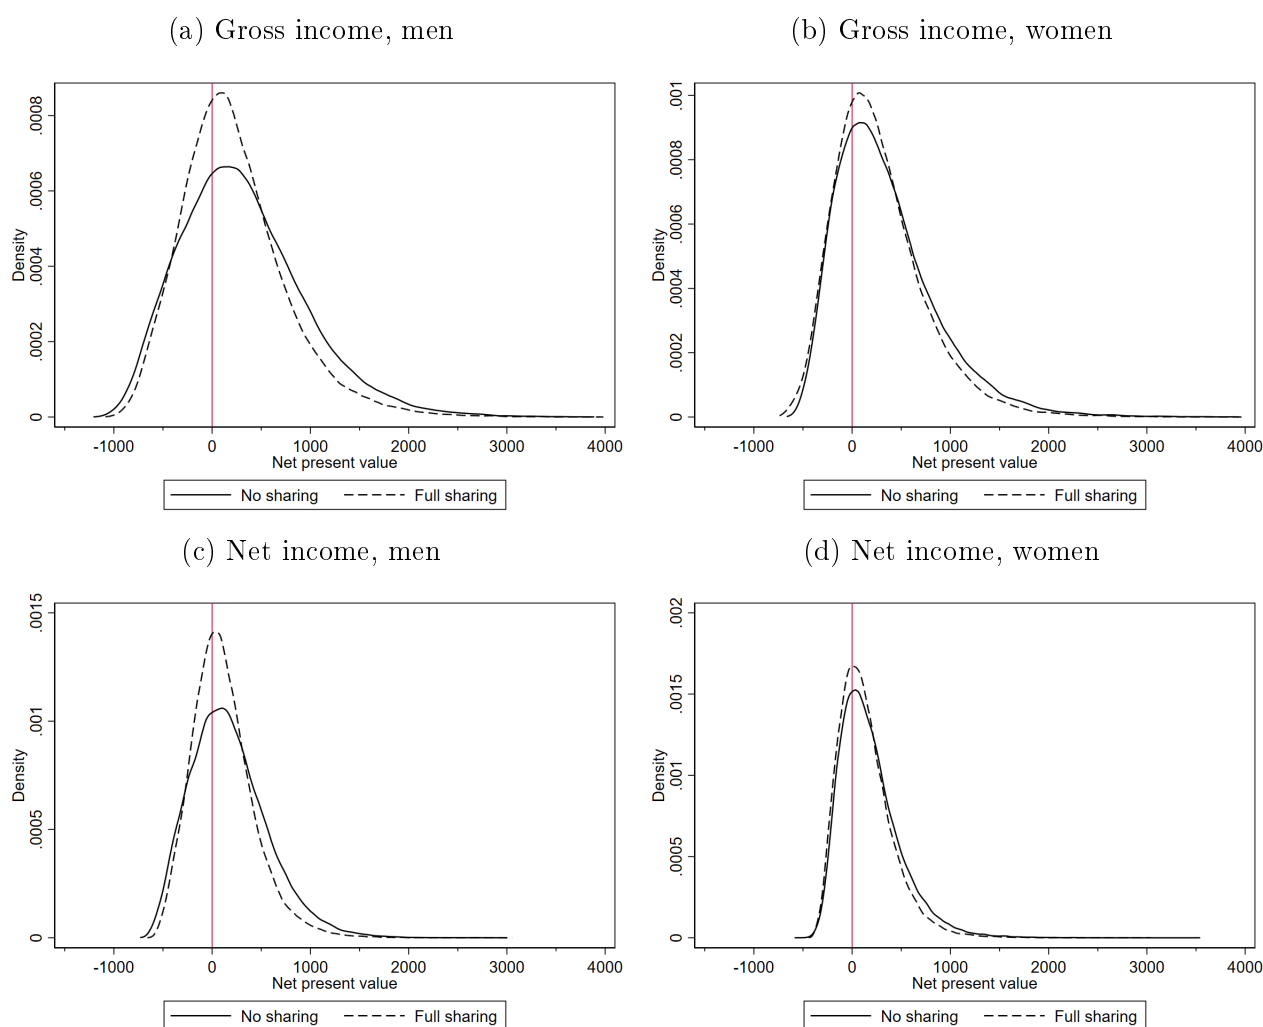 (a) Gross income, men
.0008
.0006
.0004
.0002
0
Density
-1000 0 1000 2000 3000 4000
Net present value
No sharing Full sharing
(b) Gross income, women
.001
.0008
.0006
.0004
.0002
0
Density
-1000 0 1000 2000 3000 4000
Net present value
No sharing Full sharing
(c) Net income, men
.0015
.001
.0005
0
Density
-1000 0 1000 2000 3000 4000
Net present value
No sharing Full sharing
(d) Net income, women
.002
.0015
.001
.0005
0
Density
-1000 0 1000 2000 3000 4000
Net present value
No sharing Full sharing